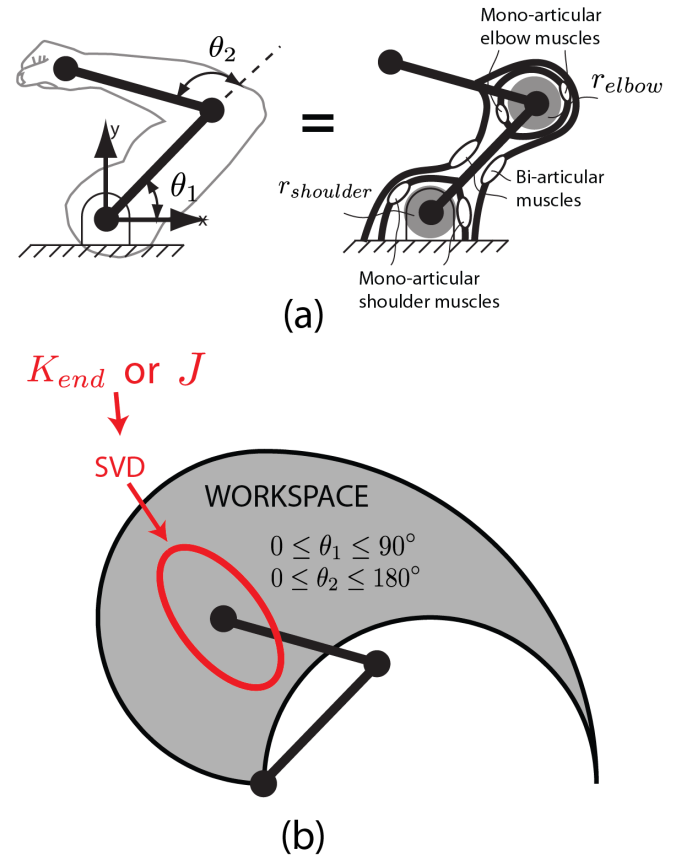 Mono-articular
elbow muscles
θ₂
r_elbow
y
=
Bi-articular
muscles
θ₁
r_shoulder
x
Mono-articular
shoulder muscles
(a)
K_end or J
SVD
WORKSPACE
0 ≤ θ₁ ≤ 90°
0 ≤ θ₂ ≤ 180°
(b)